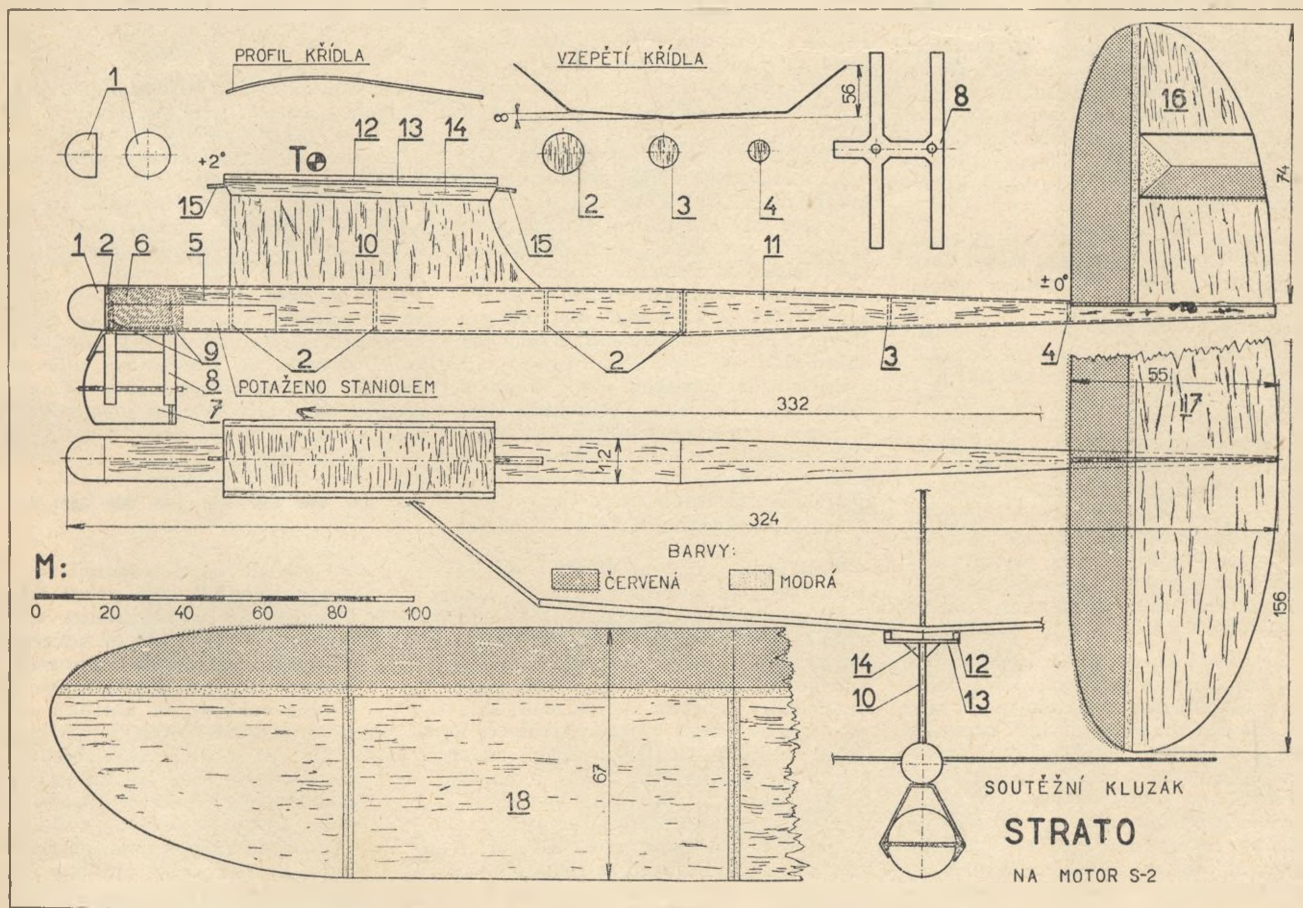 PROFIL KŘÍDLA
VZEPĚTÍ KŘÍDLA
1
8
56
8
16
+2°
T
12 13 14
2
3
4
74
15
15
1 2 6 5
10
11
±0°
2
2
3
4
9
8
7
POTAŽENO STANIOLEM
332
55
17
12
324
BARVY:
ČERVENÁ
MODRÁ
M:
0 20 40 60 80 100
156
14
12
10
13
67
18
SOUTĚŽNÍ KLUZÁK
STRATO
NA MOTOR S-2